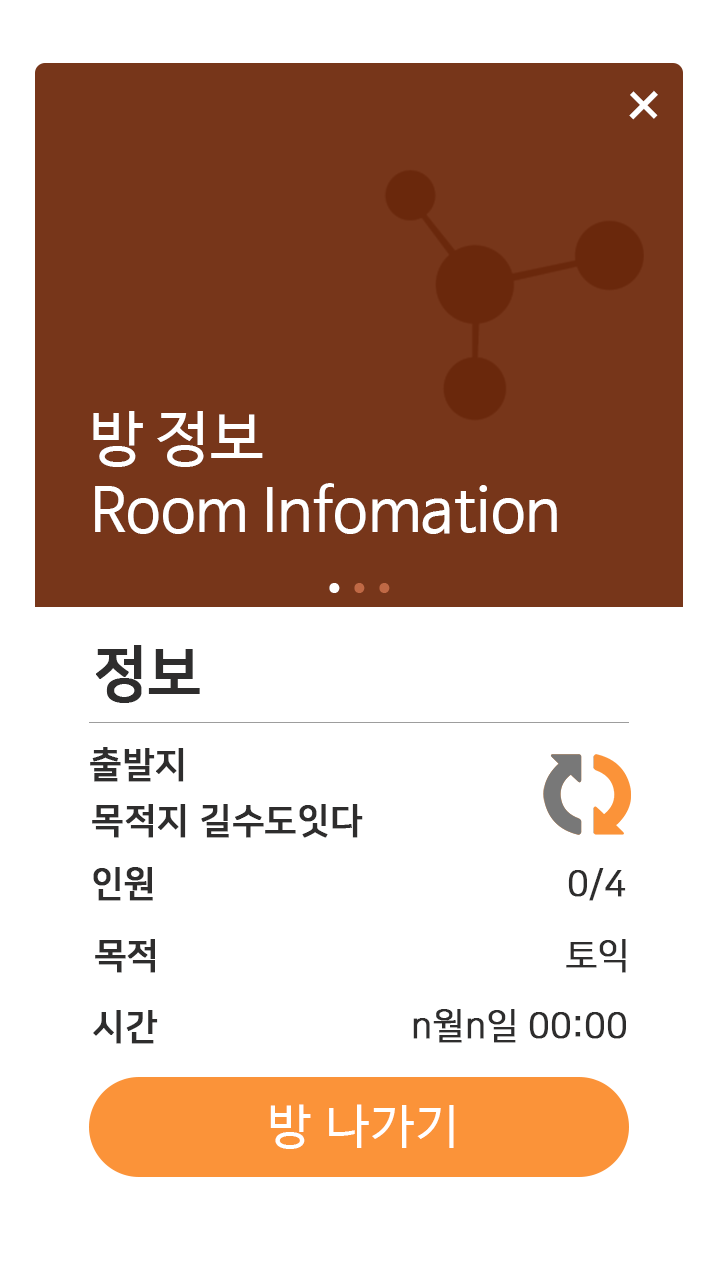 방 정보
Room Infomation
정보
출발지
목적지 길수도잇다
인원 0/4
목적 토익
시간 n월n일 00:00
방 나가기